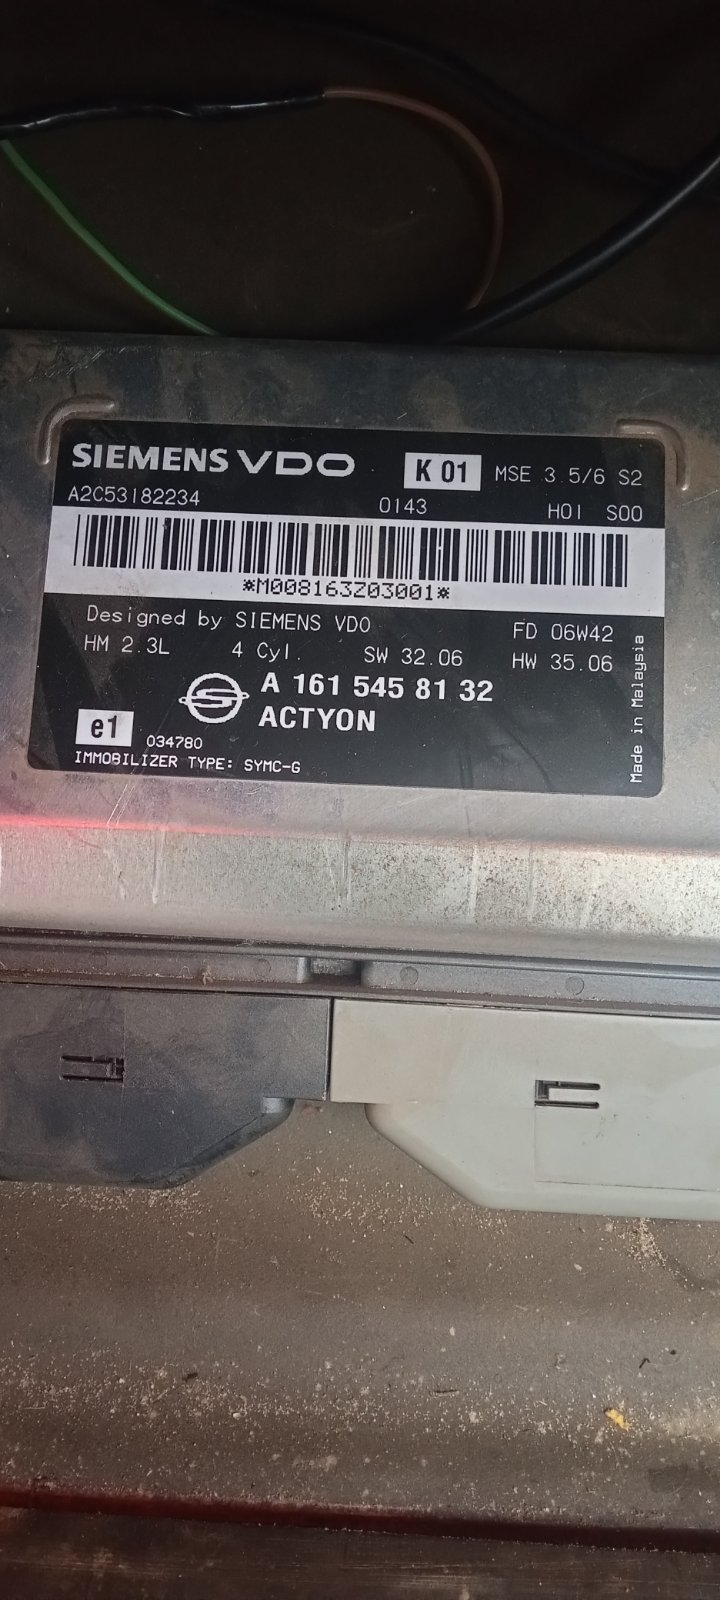 SIEMENS VDO K 01 MSE 3.5/6 S2
A2C53182234 0143 H01 S00
*M008163Z03001*
Designed by SIEMENS VDO FD 06W42
HM 2.3L 4 Cyl. SW 32.06 HW 35.06
A 161 545 81 32
ACTYON
e1 034780
IMMOBILIZER TYPE: SYMC-G
Made in Malaysia